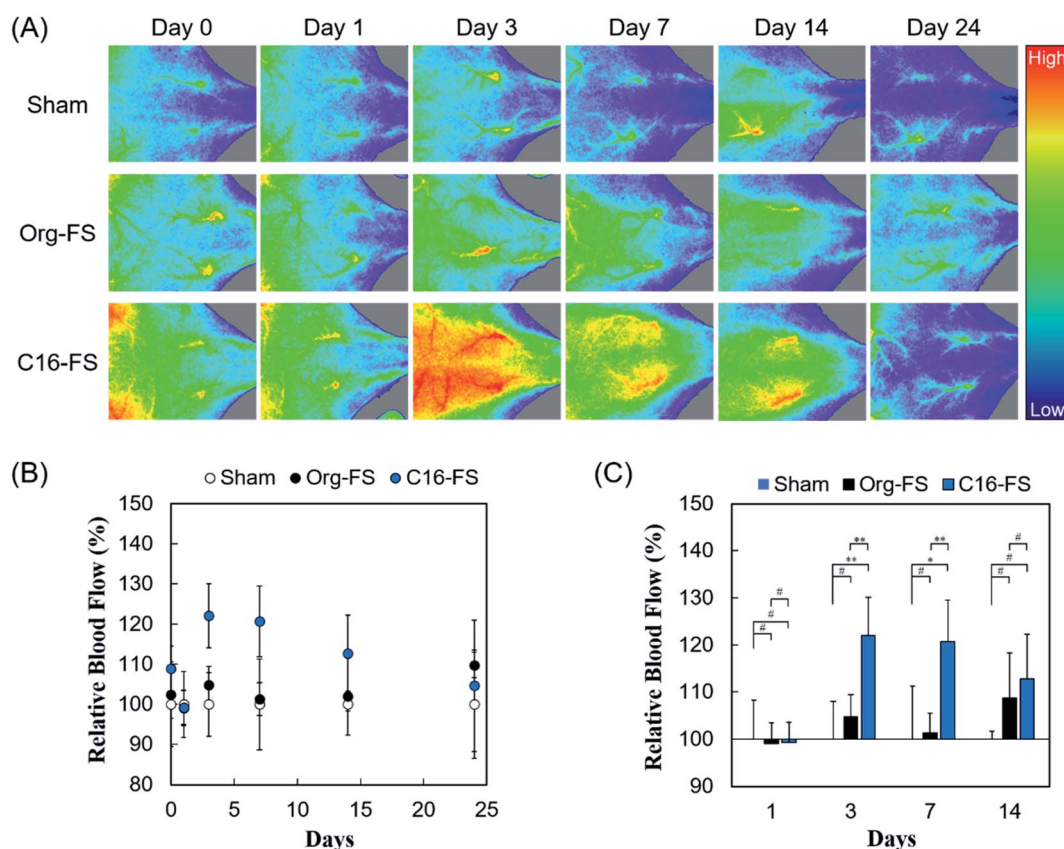 (A)
Day 0 Day 1 Day 3 Day 7 Day 14 Day 24
Sham
High
Org-FS
C16-FS
Low
(B)
Sham Org-FS C16-FS
Relative Blood Flow (%)
150
140
130
120
110
100
90
80
0 5 10 15 20 25
Days
(C)
Sham Org-FS C16-FS
Relative Blood Flow (%)
150
140
130
120
110
100
90
# # #
** ** #
** * #
# # #
1 3 7 14
Days